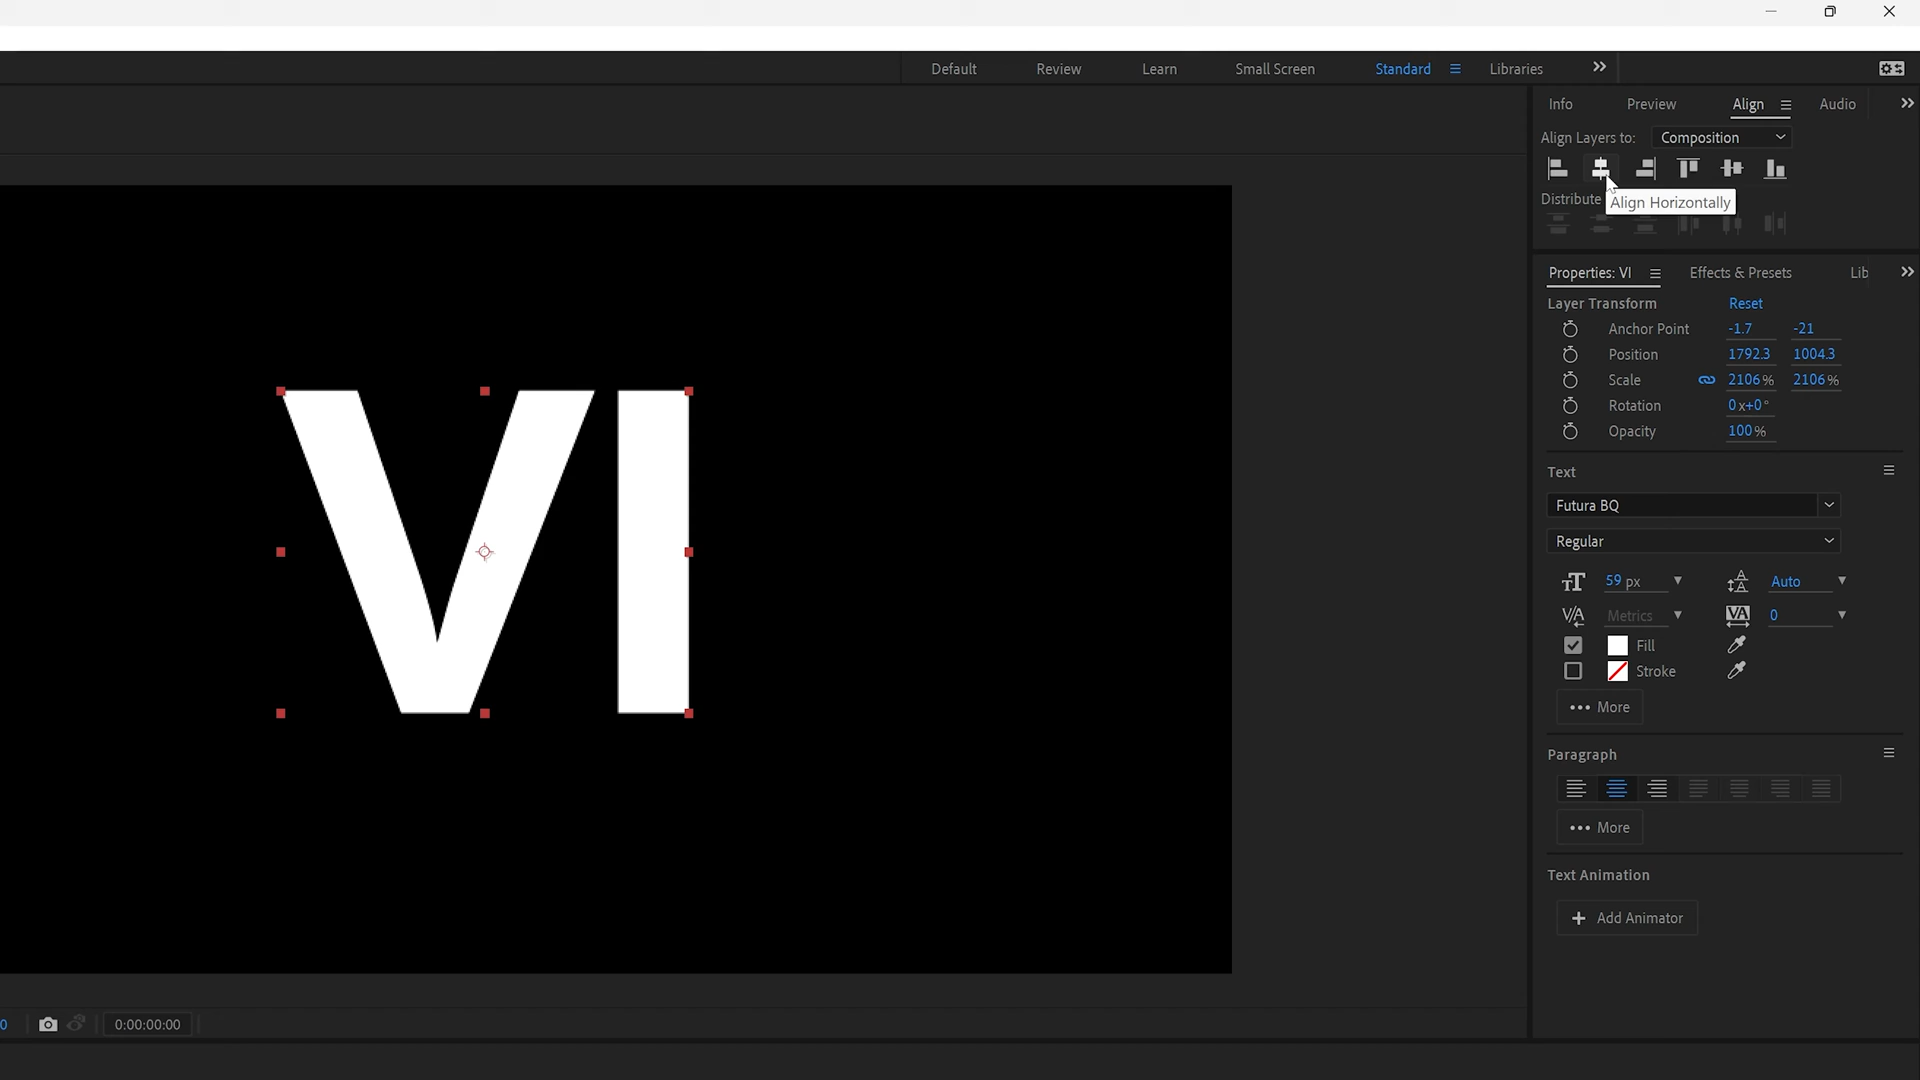 Default Review Learn Small Screen Standard Libraries
Info Preview Align Audio
Align Layers to: Composition
Distribute
Align Horizontally
Properties: VI Effects & Presets Lib
Layer Transform Reset
Anchor Point -1.7 -21
Position 1792.3 1004.3
Scale 2106% 2106%
Rotation 0x+0°
Opacity 100%
VI
Text
Futura BQ
Regular
59 px Auto
Metrics 0
Fill
Stroke
More
Paragraph
More
Text Animation
+ Add Animator
0 0:00:00:00